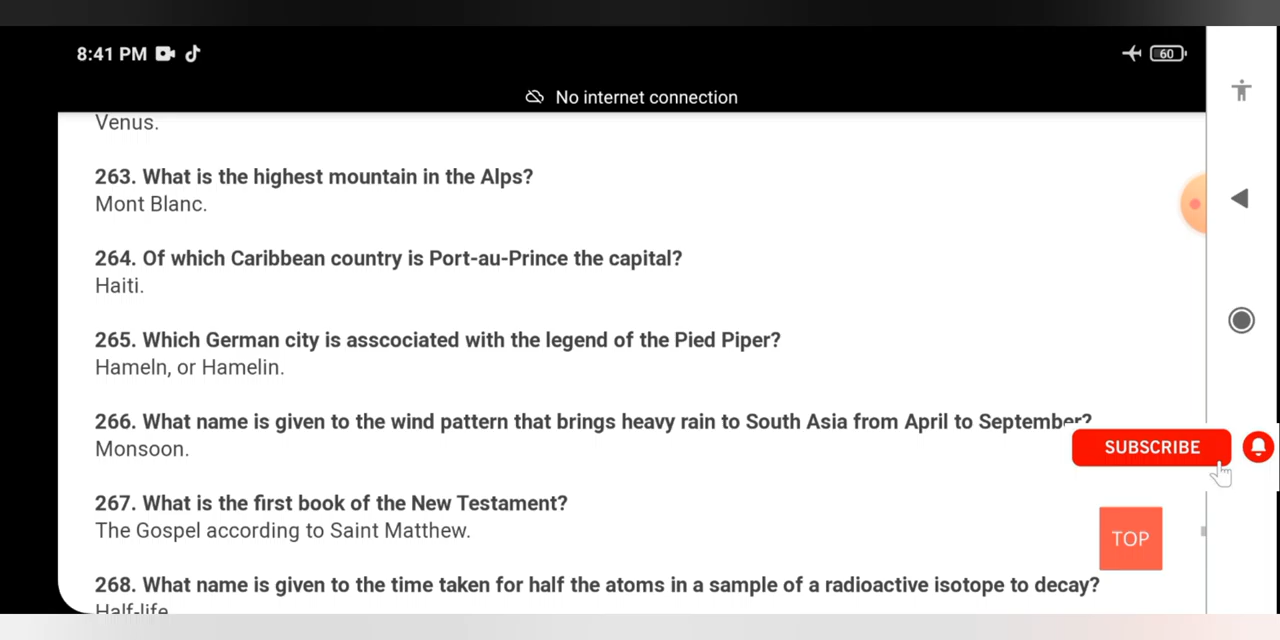 8:41 PM
60
No internet connection
Venus.
263. What is the highest mountain in the Alps?
Mont Blanc.
264. Of which Caribbean country is Port-au-Prince the capital?
Haiti.
265. Which German city is asscociated with the legend of the Pied Piper?
Hameln, or Hamelin.
266. What name is given to the wind pattern that brings heavy rain to South Asia from April to September?
Monsoon.
SUBSCRIBE
267. What is the first book of the New Testament?
The Gospel according to Saint Matthew.
TOP
268. What name is given to the time taken for half the atoms in a sample of a radioactive isotope to decay?
Half-life